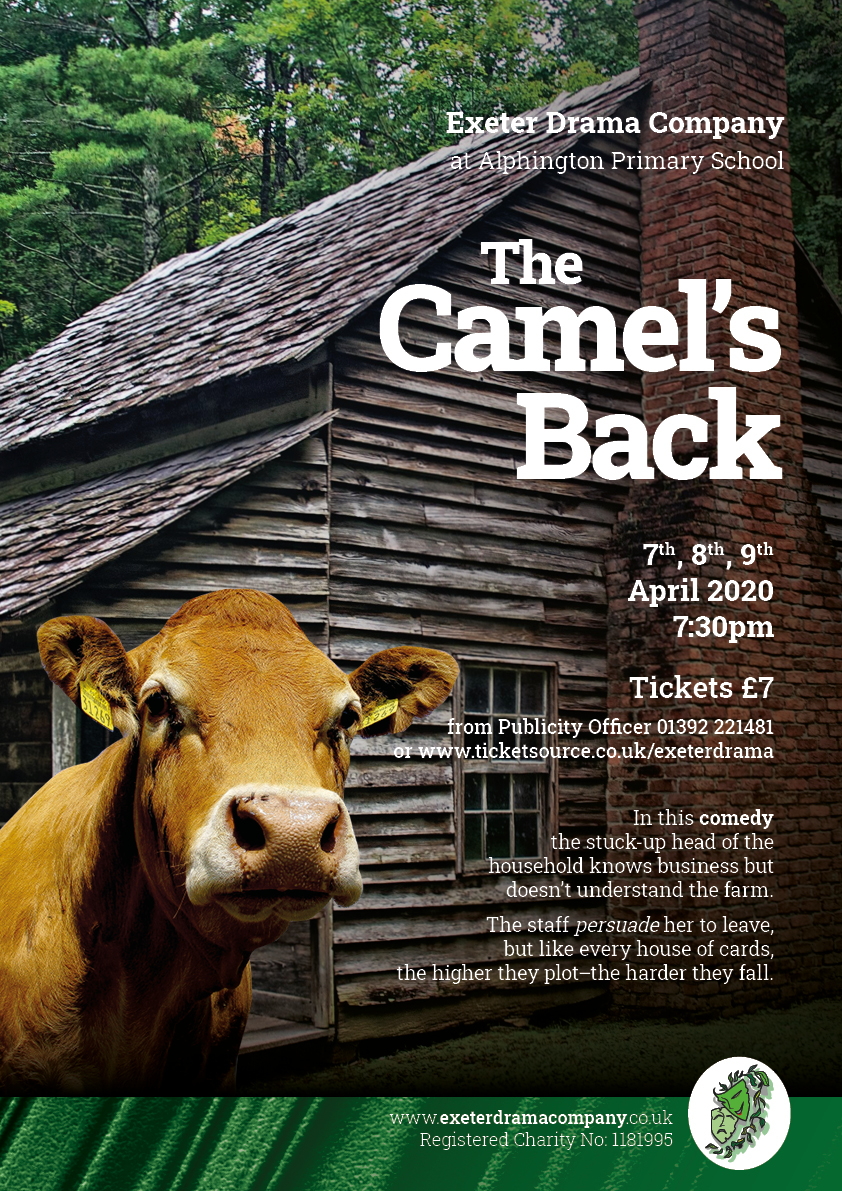 Exeter Drama Company
at Alphington Primary School
The
Camel's
Back
7th, 8th, 9th
April 2020
7:30pm
Tickets £7
from Publicity Officer 01392 221481
or www.ticketsource.co.uk/exeterdrama
In this comedy
the stuck-up head of the
household knows business but
doesn't understand the farm.
The staff persuade her to leave,
but like every house of cards,
the higher they plot–the harder they fall.
www.exeterdramacompany.co.uk
Registered Charity No: 1181995